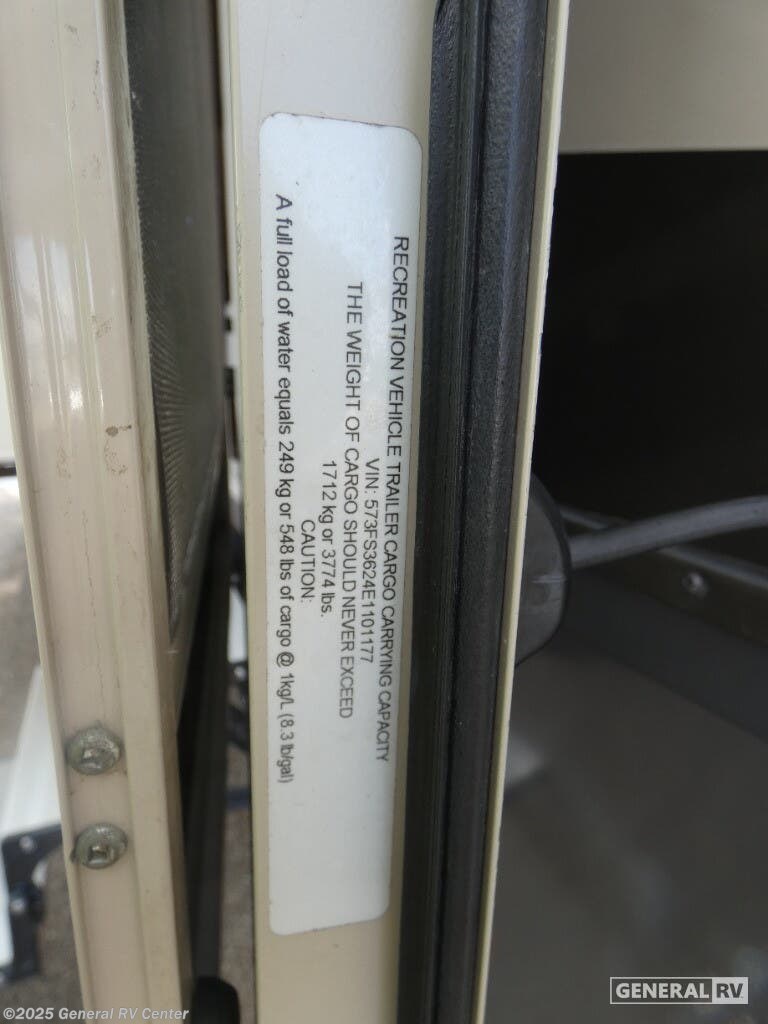 RECREATION VEHICLE TRAILER CARGO CARRYING CAPACITY
VIN: 573FS3624E1101177
THE WEIGHT OF CARGO SHOULD NEVER EXCEED
1712 kg or 3774 lbs.
CAUTION:
A full load of water equals 249 kg or 548 lbs of cargo @ 1kg/L (8.3 lb/gal)
©2025 General RV Center
GENERAL RV